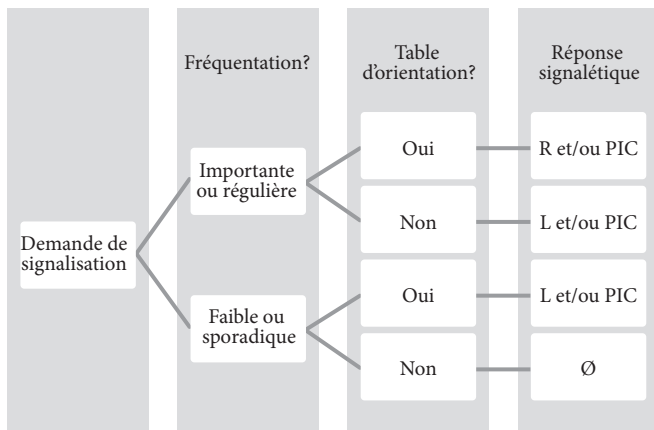 Fréquentation?
Table
d'orientation?
Réponse
signalétique
Demande de
signalisation
Importante
ou régulière
Faible ou
sporadique
Oui
R et/ou PIC
Non
L et/ou PIC
Oui
L et/ou PIC
Non
Ø